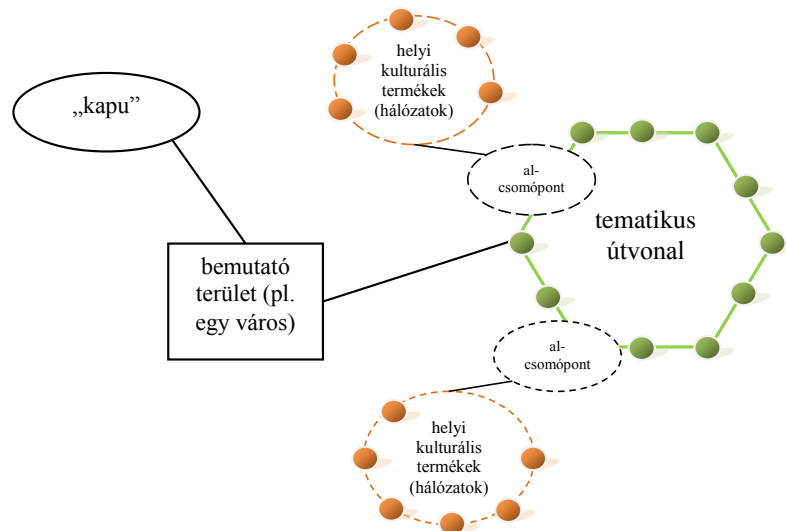 helyi
kulturális
termékek
(hálózatok)
„kapu”
al-
csomópont
tematikus
útvonal
bemutató
terület (pl.
egy város)
al-
csomópont
helyi
kulturális
termékek
(hálózatok)